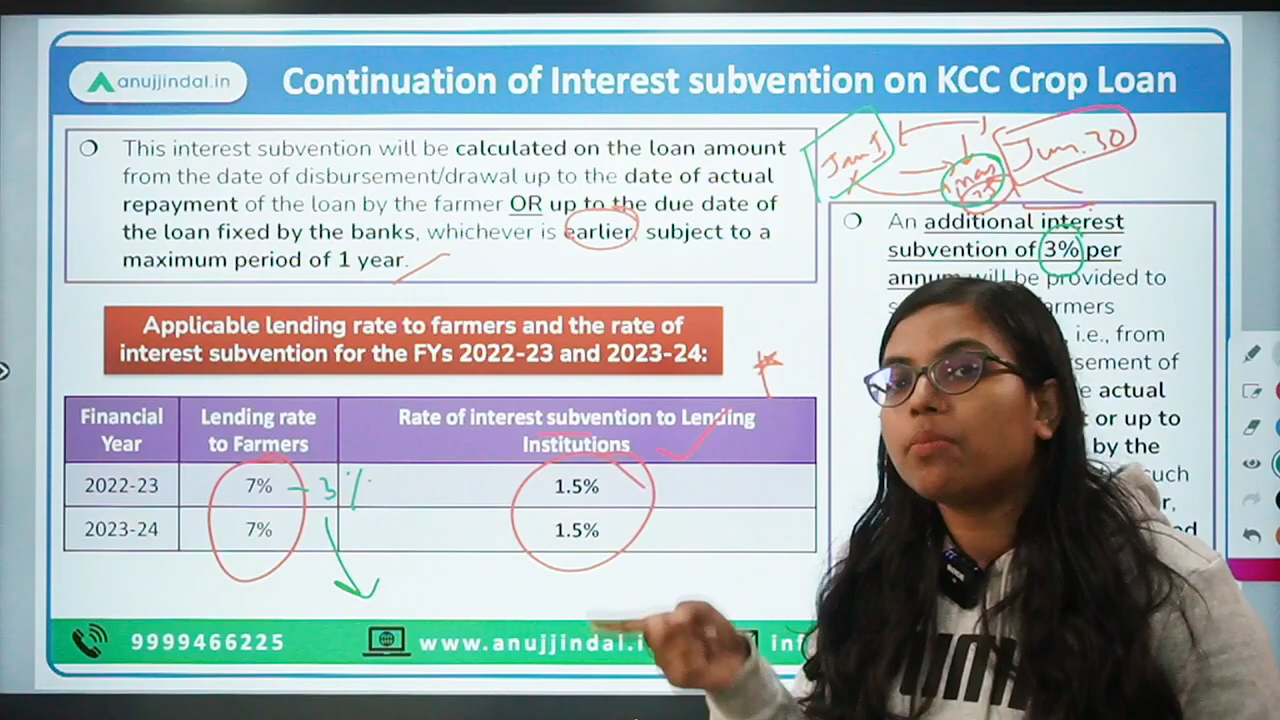 anujjindal.in
Continuation of Interest subvention on KCC Crop Loan
This interest subvention will be calculated on the loan amount
from the date of disbursement/drawal up to the date of actual
repayment of the loan by the farmer OR up to the due date of
the loan fixed by the banks, whichever is earlier, subject to a
maximum period of 1 year.
Jan 1
Jun. 30
An additional interest
subvention of 3% per
annum will be provided to
armers
i.e., from
sement of
e actual
or up to
by the
such
r,
ed
Applicable lending rate to farmers and the rate of
interest subvention for the FYs 2022-23 and 2023-24:
Financial Year
Lending rate to Farmers
Rate of interest subvention to Lending Institutions
2022-23 7% - 3% 1.5%
2023-24 7% 1.5%
9999466225
www.anujjindal.i
in